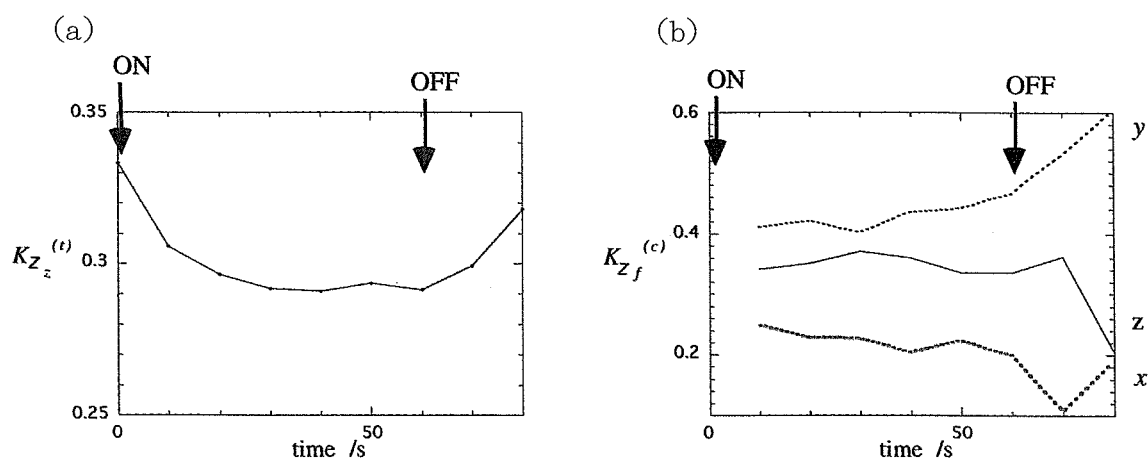 (a)
ON
OFF
0.35
0.3
0.25
K_{Z_z}^{(t)}
0
50
time /s
(b)
ON
OFF
0.6
0.4
0.2
K_{Z_f}^{(c)}
y
z
x
0
50
time /s